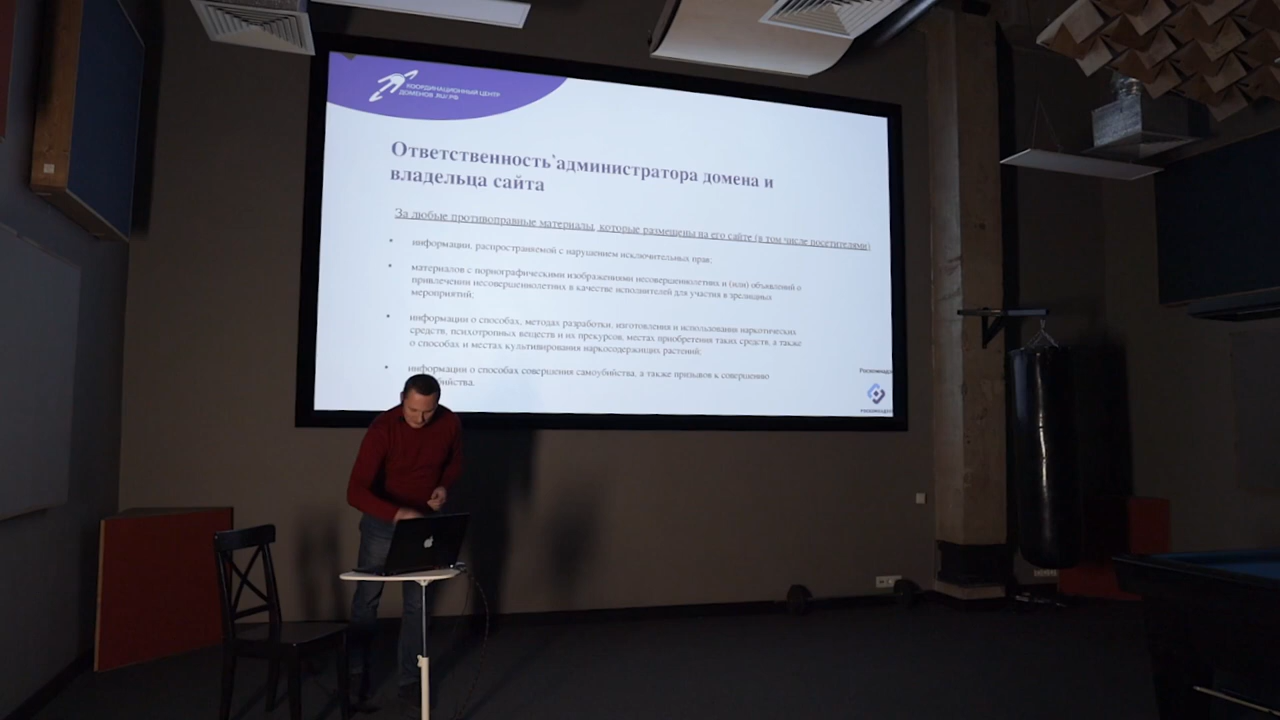 КООРДИНАЦИОННЫЙ ЦЕНТР
ДОМЕНОВ .RU/.РФ
Ответственность администратора домена и
владельца сайта
За любые противоправные материалы, которые размещены на его сайте (в том числе посетителями)
информации, распространяемой с нарушением исключительных прав;
материалов с порнографическими изображениями несовершеннолетних и (или) объявлений о
привлечении несовершеннолетних в качестве исполнителей для участия в зрелищных
мероприятий;
информации о способах, методах разработки, изготовления и использования наркотических
средств, психотропных веществ и их прекурсов, местах приобретения таких средств, а также
о способах и местах культивирования наркосодержащих растений;
информации о способах совершения самоубийства, а также призывов к совершению